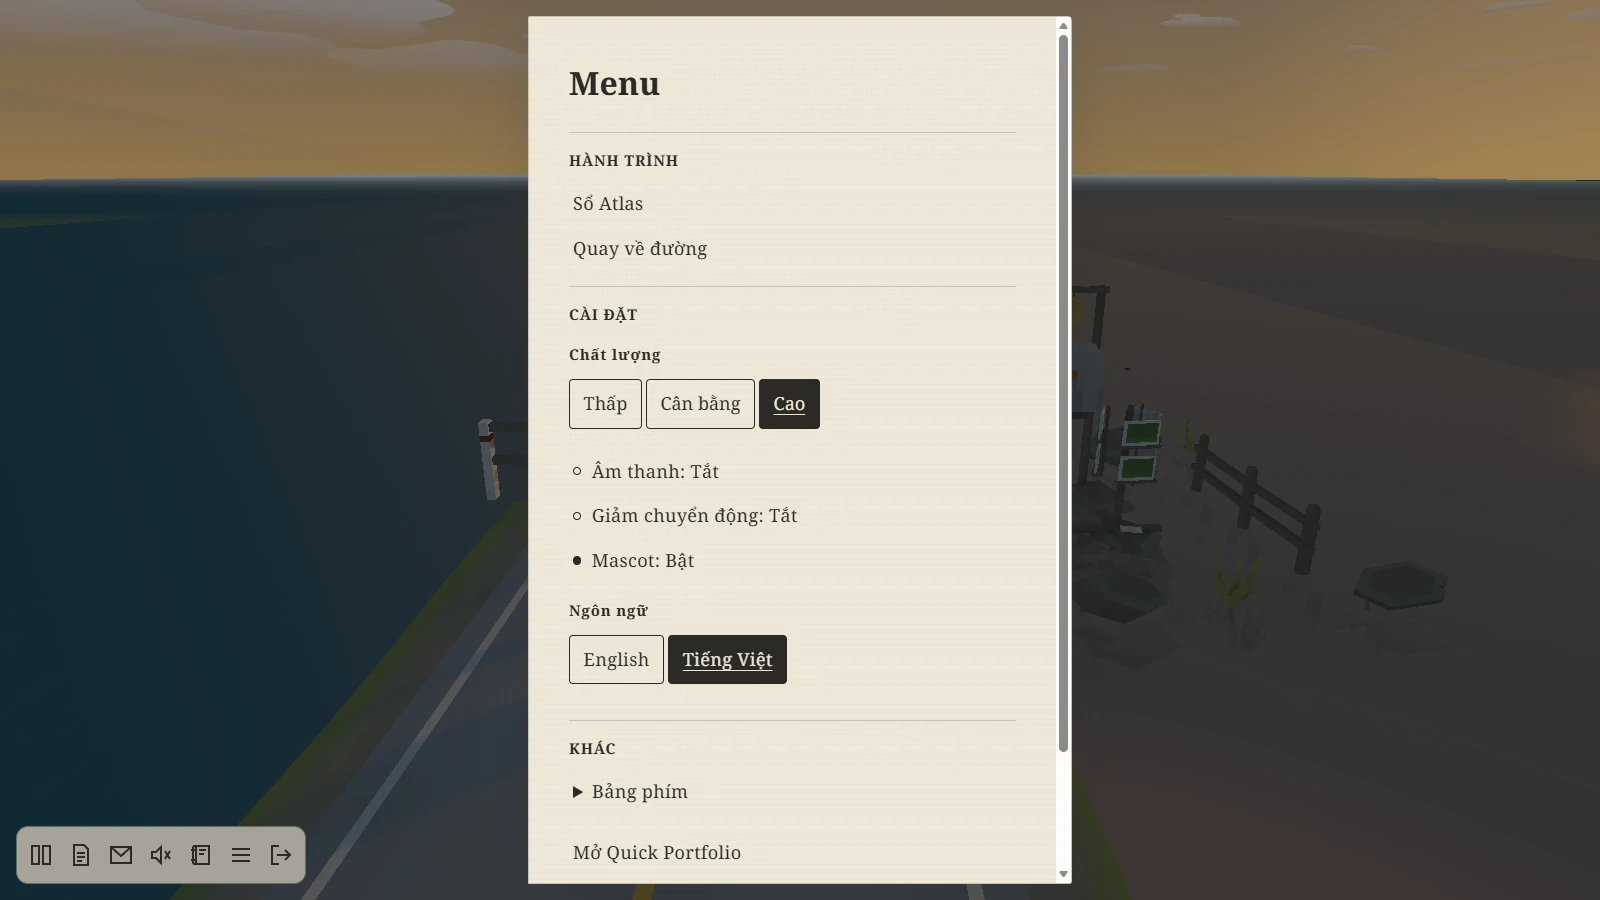 Menu
HÀNH TRÌNH
Sổ Atlas
Quay về đường
CÀI ĐẶT
Chất lượng
Thấp Cân bằng Cao
Âm thanh: Tắt
Giảm chuyển động: Tắt
Mascot: Bật
Ngôn ngữ
English Tiếng Việt
KHÁC
Bảng phím
Mở Quick Portfolio